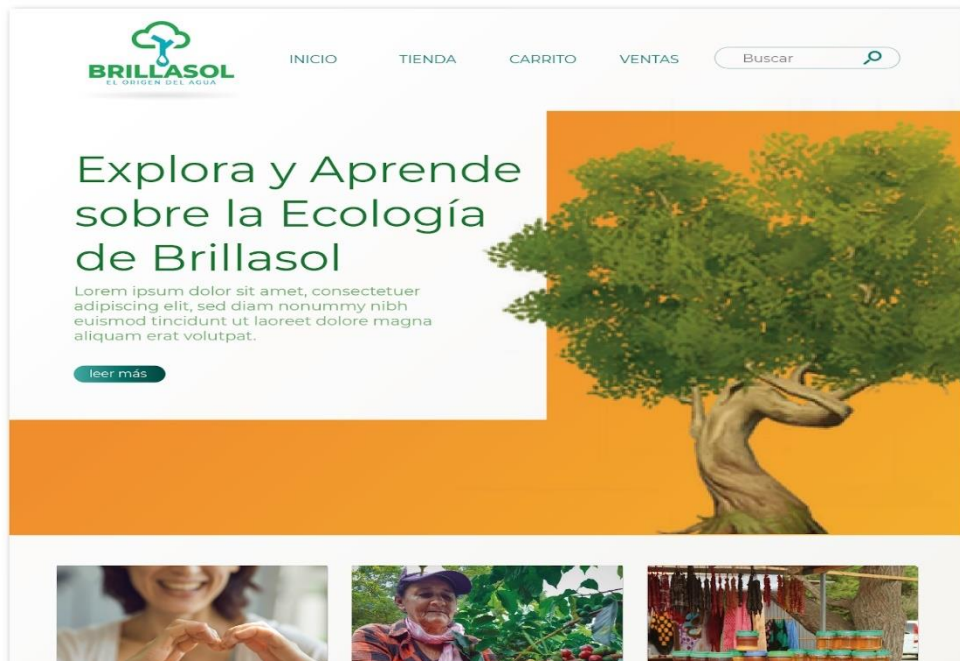 BRILLASOL
EL ORIGEN DEL AGUA
INICIO
TIENDA
CARRITO
VENTAS
Buscar
Explora y Aprende
sobre la Ecología
de Brillasol
Lorem ipsum dolor sit amet, consectetuer
adipiscing elit, sed diam nonummy nibh
euismod tincidunt ut laoreet dolore magna
aliquam erat volutpat.
leer más